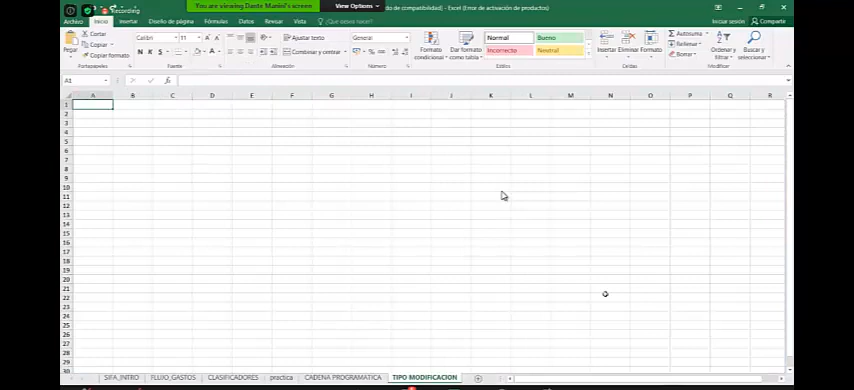 Recording
You are viewing Dante Maniol's screen
View Options
do de compatibilidad] - Excel (Error de activación de productos)
Archivo Inicio Insertar Diseño de página Fórmulas Datos Revisar Vista ¿Qué desea hacer?
Iniciar sesión Compartir
Pegar
Cortar
Copiar
Copiar formato
Portapapeles
Calibri 11
N K S
Fuente
Ajustar texto
Combinar y centrar
Alineación
General
Número
Formato condicional
Dar formato como tabla
Normal Bueno
Incorrecto Neutral
Estilos
Insertar Eliminar Formato
Celdas
Autosuma
Rellenar
Borrar
Ordenar y filtrar
Buscar y seleccionar
Modificar
A1
A B C D E F G H I J K L M N O P Q R
1
2
3
4
5
6
7
8
9
10
11
12
13
14
15
16
17
18
19
20
21
22
23
24
25
26
27
28
29
30
SIFA_INTRO FLUJO_GASTOS CLASIFICADORES practica CADENA PROGRAMATICA TIPO MODIFICACION